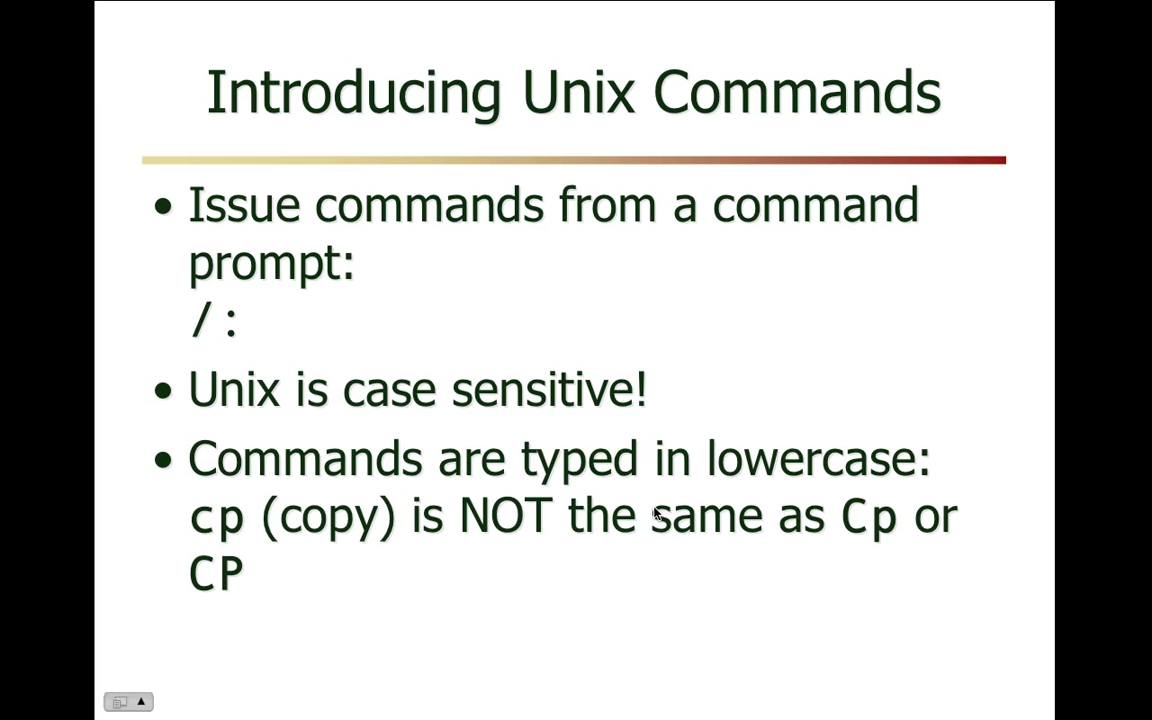 Introducing Unix Commands
• Issue commands from a command
prompt:
/:
• Unix is case sensitive!
• Commands are typed in lowercase:
cp (copy) is NOT the same as Cp or
CP